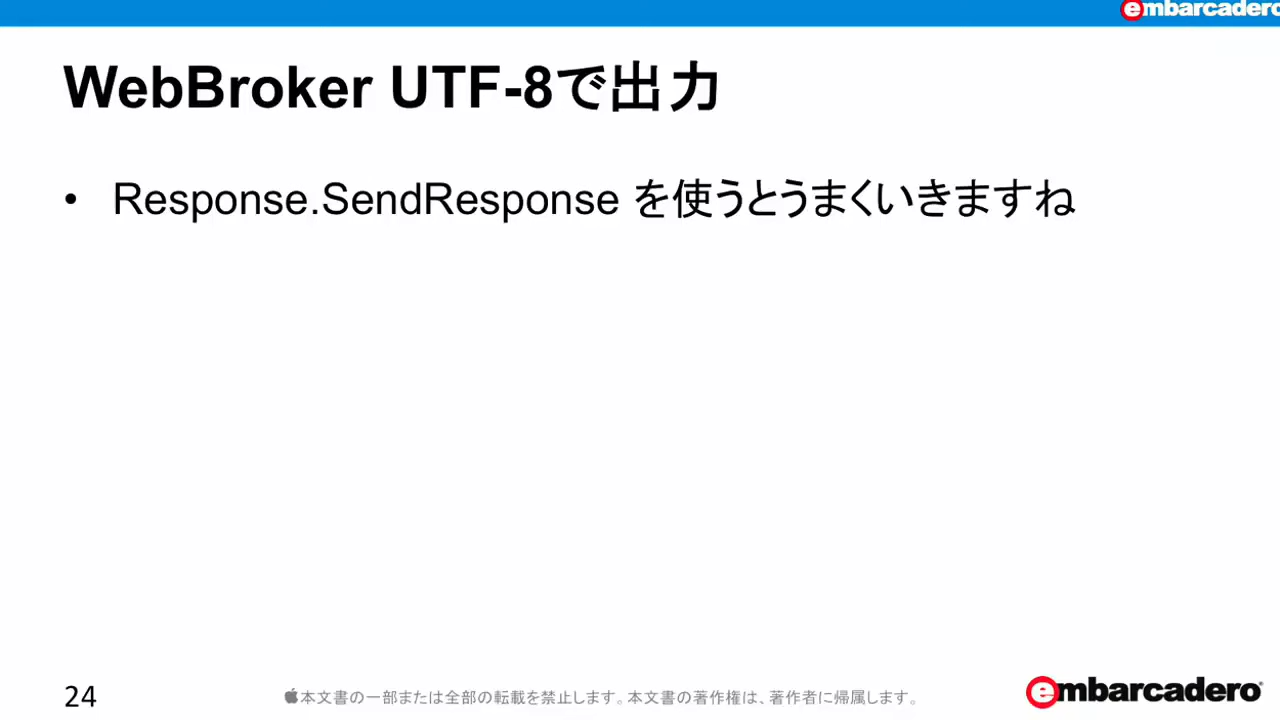 embarcadero
WebBroker UTF-8で出力
• Response.SendResponse を使うとうまくいきますね
24
本文書の一部または全部の転載を禁止します。本文書の著作権は、著作者に帰属します。
embarcadero